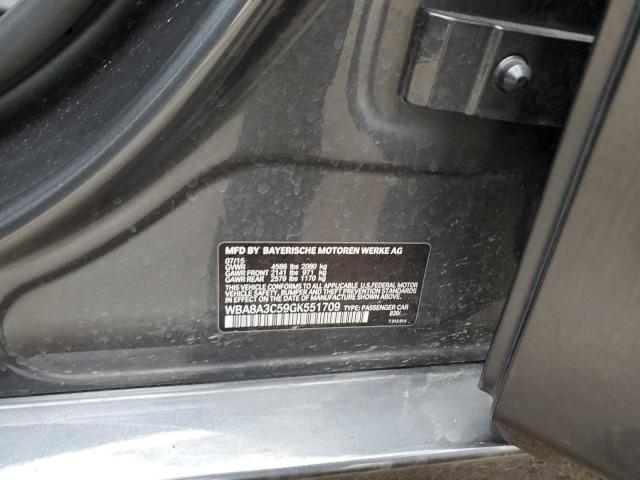 MFD BY BAYERISCHE MOTOREN WERKE AG
07/15
GVWR 4586 lbs 2080 kg
GAWR FRONT 2141 lbs 971 kg
GAWR REAR 2579 lbs 1170 kg
THIS VEHICLE CONFORMS TO ALL APPLICABLE U.S. FEDERAL MOTOR
VEHICLE SAFETY, BUMPER AND THEFT PREVENTION STANDARDS IN
EFFECT ON THE DATE OF MANUFACTURE SHOWN ABOVE.
WBA8A3C59GK551709 TYPE: PASSENGER CAR